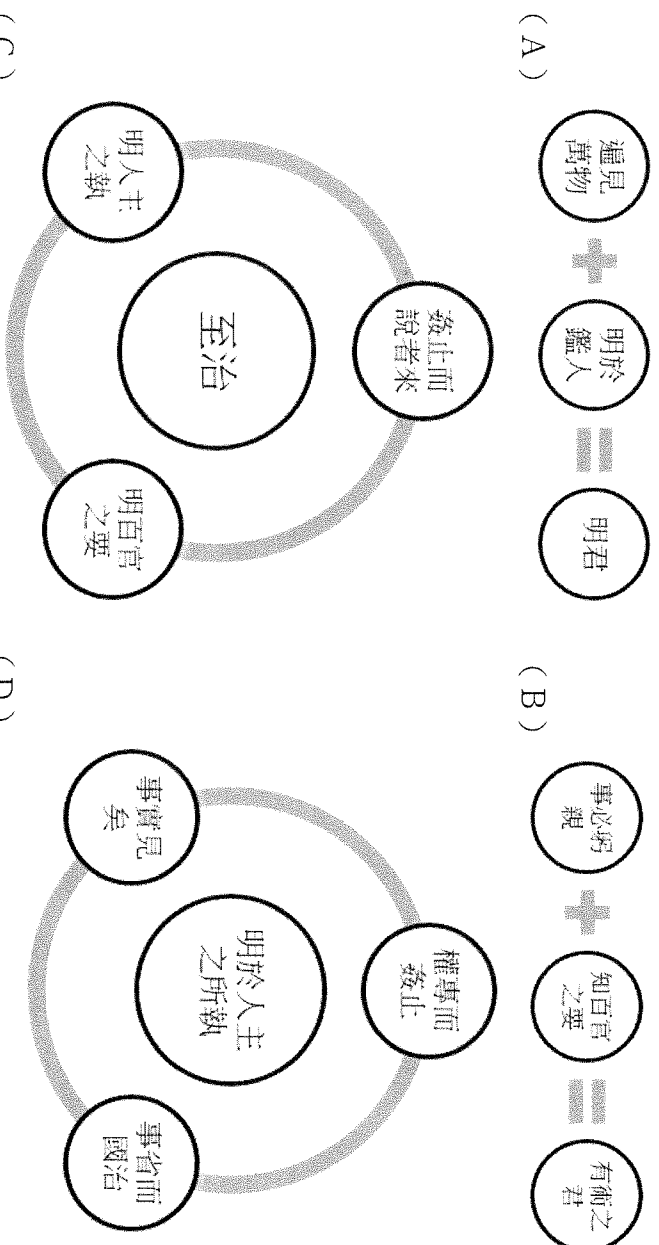 (A)
遍見
萬物
+
明於
鑑人
=
明君
(B)
事必躬
親
+
知百官
之要
=
有術之
君
(C)
姦止而
說者來
明人主
之執
至治
明百官
之要
(D)
權專而
姦止
事實見
矣
明於人主
之所執
事省而
國治